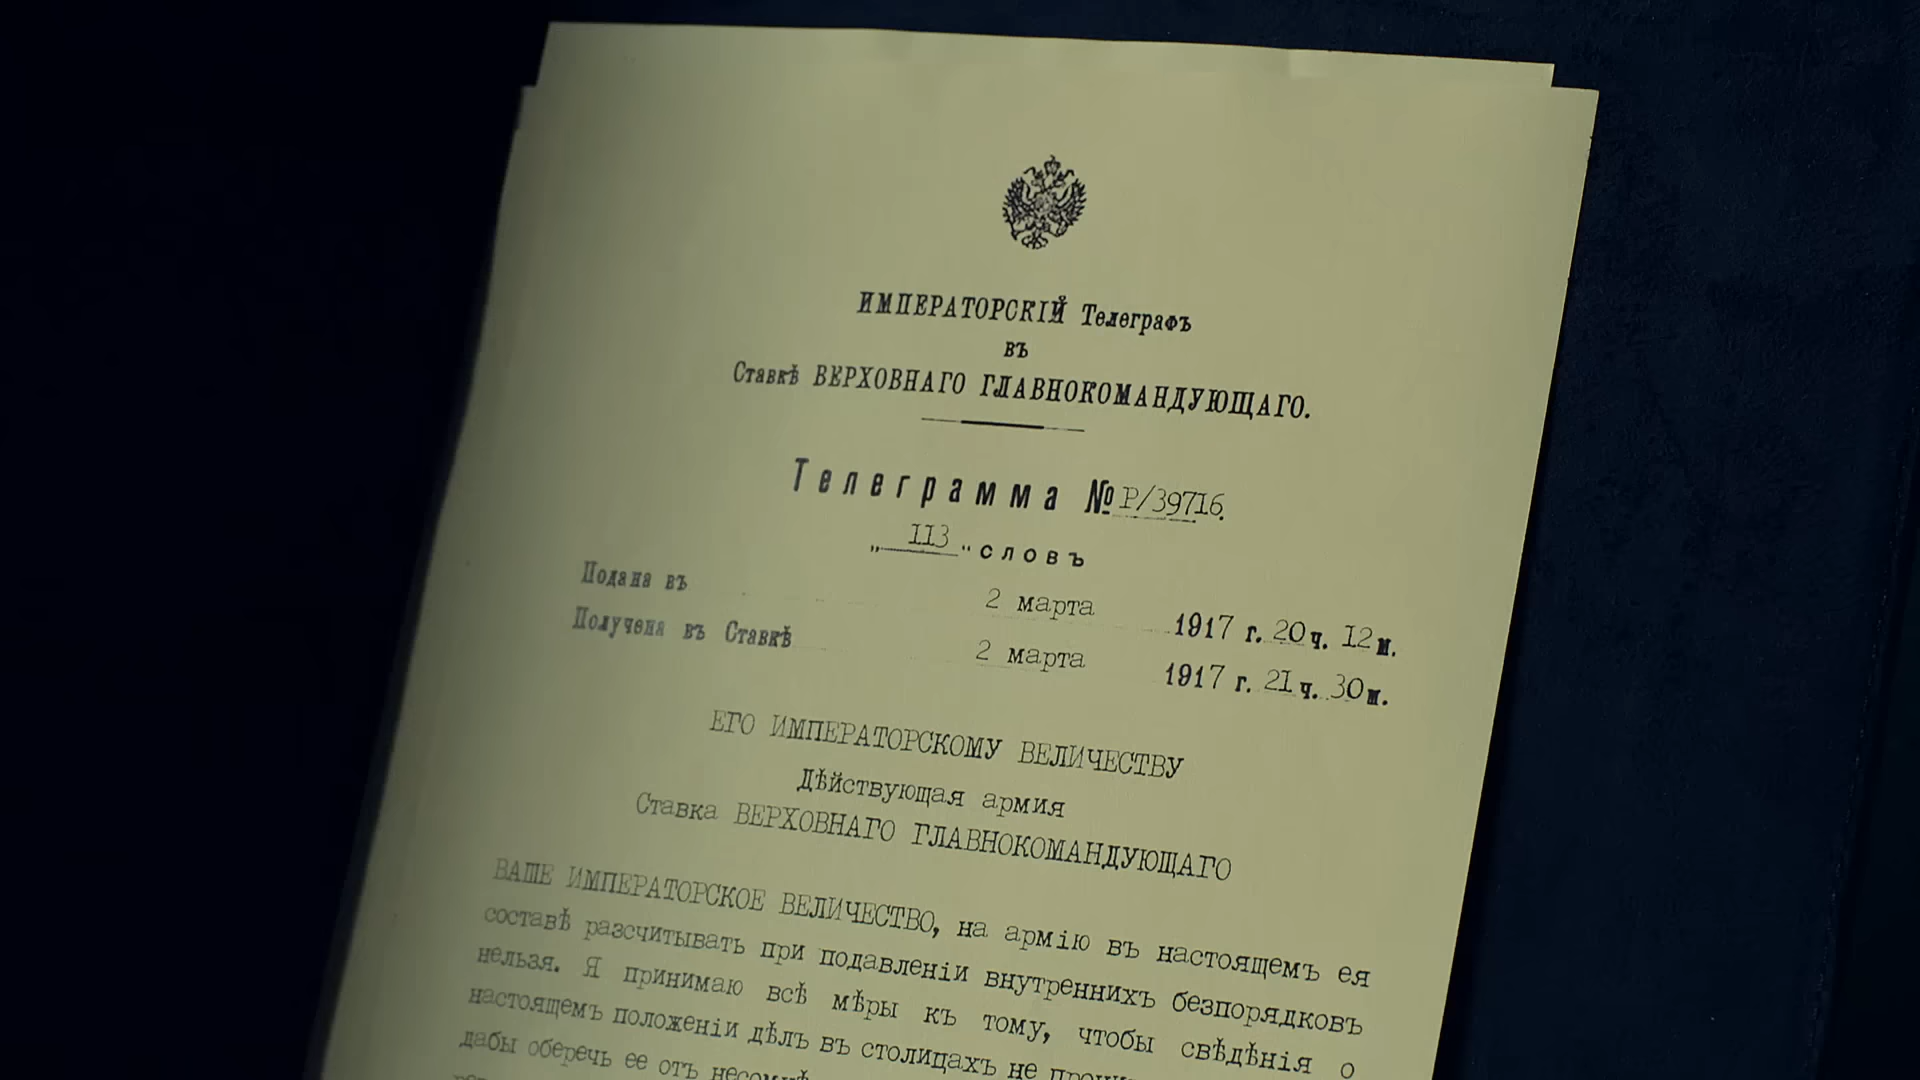 ИМПЕРАТОРСКІЙ Телеграфъ
въ
Ставкѣ ВЕРХОВНАГО ГЛАВНОКОМАНДУЮЩАГО.
Телеграмма № Р/39716.
„ 113 “ словъ
Подана въ 2 марта 1917 г. 20 ч. 12 м.
Получена въ Ставкѣ 2 марта 1917 г. 21 ч. 30 м.
ЕГО ИМПЕРАТОРСКОМУ ВЕЛИЧЕСТВУ
Дѣйствующая армия
Ставка ВЕРХОВНАГО ГЛАВНОКОМАНДУЮЩАГО
ВАШЕ ИМПЕРАТОРСКОЕ ВЕЛИЧЕСТВО, на армію въ настоящемъ ея
составѣ разсчитывать при подавленіи внутреннихъ безпорядковъ
нельзя. Я принимаю всѣ мѣры къ тому, чтобы свѣдѣнія о
настоящемъ положеніи дѣлъ въ столицахъ не
дабы оберечь ее отъ